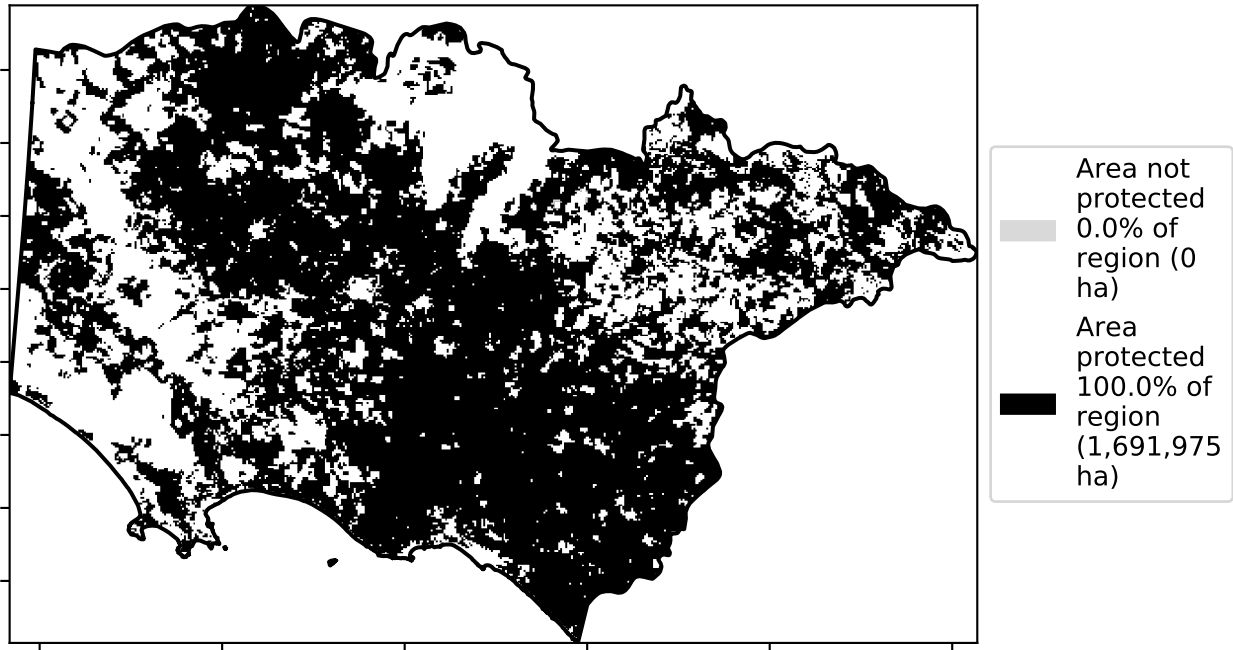 Area not
protected
0.0% of
region (0
ha)
Area
protected
100.0% of
region
(1,691,975
ha)